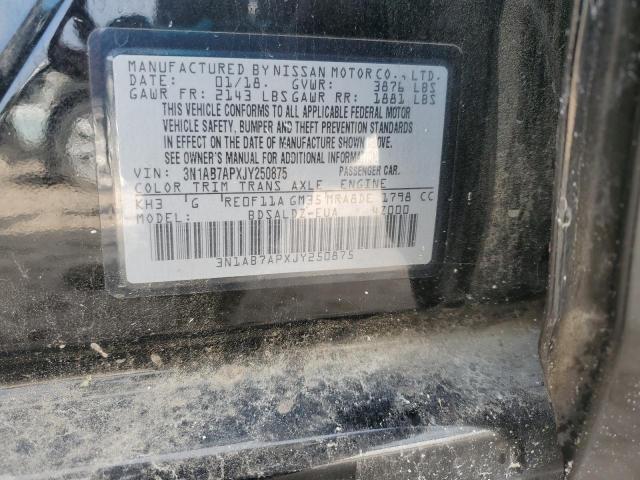 MANUFACTURED BY NISSAN MOTOR CO., LTD.
DATE: 01/18 GVWR: 3876 LBS
GAWR FR: 2143 LBS GAWR RR: 1881 LBS
THIS VEHICLE CONFORMS TO ALL APPLICABLE FEDERAL MOTOR
VEHICLE SAFETY, BUMPER AND THEFT PREVENTION STANDARDS
IN EFFECT ON THE DATE OF MANUFACTURE SHOWN ABOVE.
SEE OWNER'S MANUAL FOR ADDITIONAL INFORMATION.
VIN: 3N1AB7APXJY250875 PASSENGER CAR.
COLOR TRIM TRANS AXLE ENGINE
KH3 G RE0F11A GM35 MRA8DE 1798 CC
MODEL: BDSALDZ-EUA 47000
3N1AB7APXJY250875